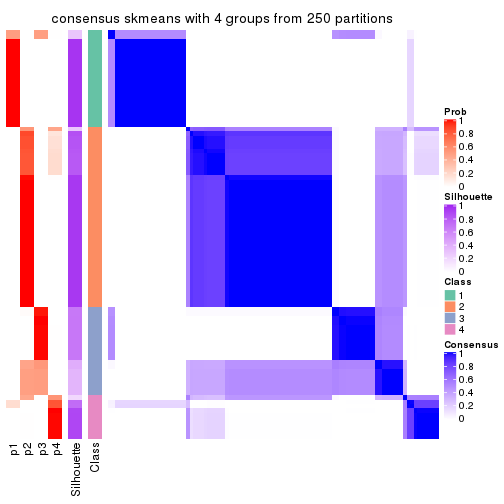 consensus skmeans with 4 groups from 250 partitions
Prob
1
0.8
0.6
0.4
0.2
0
Silhouette
1
0.8
0.6
0.4
0.2
0
Class
1
2
3
4
Consensus
1
0.8
0.6
0.4
0.2
0
p1
p2
p3
p4
Silhouette
Class